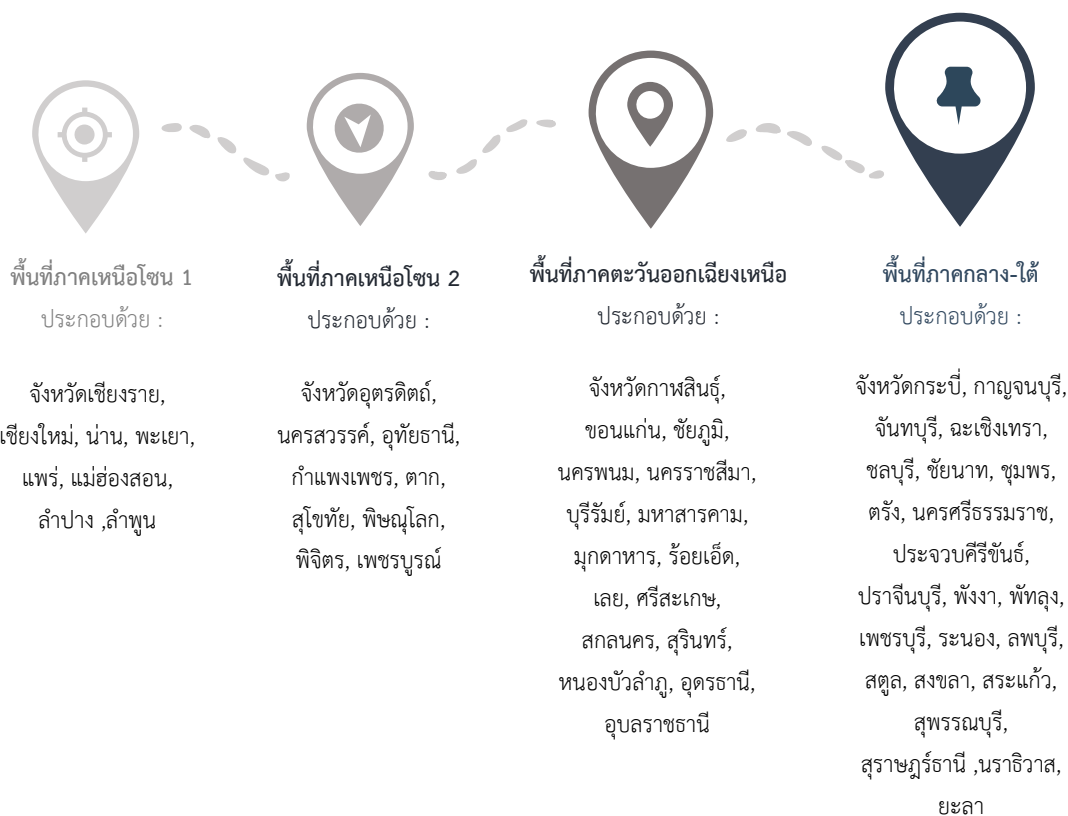 พื้นที่ภาคเหนือโซน 1
ประกอบด้วย :
จังหวัดเชียงราย,
เชียงใหม่, น่าน, พะเยา,
แพร่, แม่ฮ่องสอน,
ลำปาง ,ลำพูน
พื้นที่ภาคเหนือโซน 2
ประกอบด้วย :
จังหวัดอุตรดิตถ์,
นครสวรรค์, อุทัยธานี,
กำแพงเพชร, ตาก,
สุโขทัย, พิษณุโลก,
พิจิตร, เพชรบูรณ์
พื้นที่ภาคตะวันออกเฉียงเหนือ
ประกอบด้วย :
จังหวัดกาฬสินธุ์,
ขอนแก่น, ชัยภูมิ,
นครพนม, นครราชสีมา,
บุรีรัมย์, มหาสารคาม,
มุกดาหาร, ร้อยเอ็ด,
เลย, ศรีสะเกษ,
สกลนคร, สุรินทร์,
หนองบัวลำภู, อุดรธานี,
อุบลราชธานี
พื้นที่ภาคกลาง-ใต้
ประกอบด้วย :
จังหวัดกระบี่, กาญจนบุรี,
จันทบุรี, ฉะเชิงเทรา,
ชลบุรี, ชัยนาท, ชุมพร,
ตรัง, นครศรีธรรมราช,
ประจวบคีรีขันธ์,
ปราจีนบุรี, พังงา, พัทลุง,
เพชรบุรี, ระนอง, ลพบุรี,
สตูล, สงขลา, สระแก้ว,
สุพรรณบุรี,
สุราษฎร์ธานี ,นราธิวาส,
ยะลา